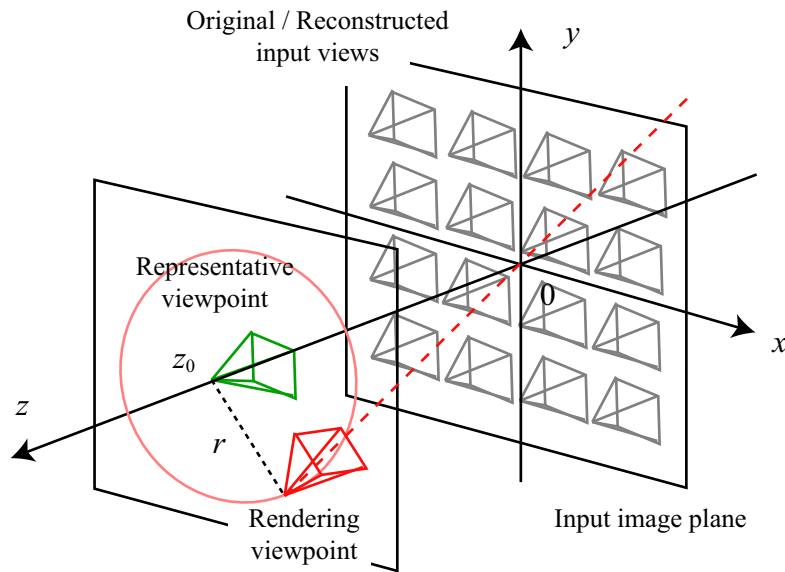 Original / Reconstructed
input views
y
Representative
viewpoint
z₀
0
x
z
r
Rendering
viewpoint
Input image plane